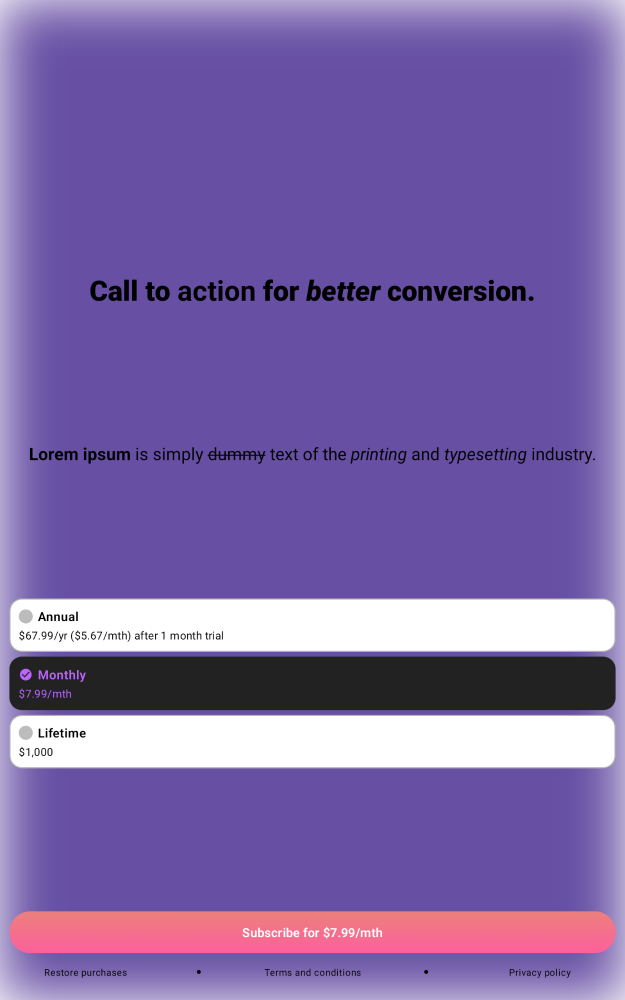 Call to action for better conversion.
Lorem ipsum is simply dummy text of the printing and typesetting industry.
Annual
$67.99/yr ($5.67/mth) after 1 month trial
Monthly
$7.99/mth
Lifetime
$1,000
Subscribe for $7.99/mth
Restore purchases • Terms and conditions • Privacy policy